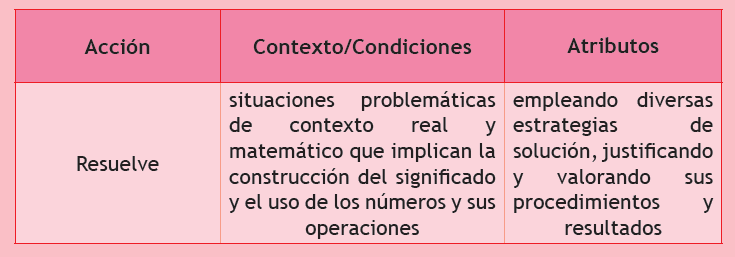 Acción
Contexto/Condiciones
Atributos
Resuelve
situaciones problemáticas
de contexto real y
matemático que implican la
construcción del significado
y el uso de los números y sus
operaciones
empleando diversas
estrategias de
solución, justificando
y valorando sus
procedimientos y
resultados